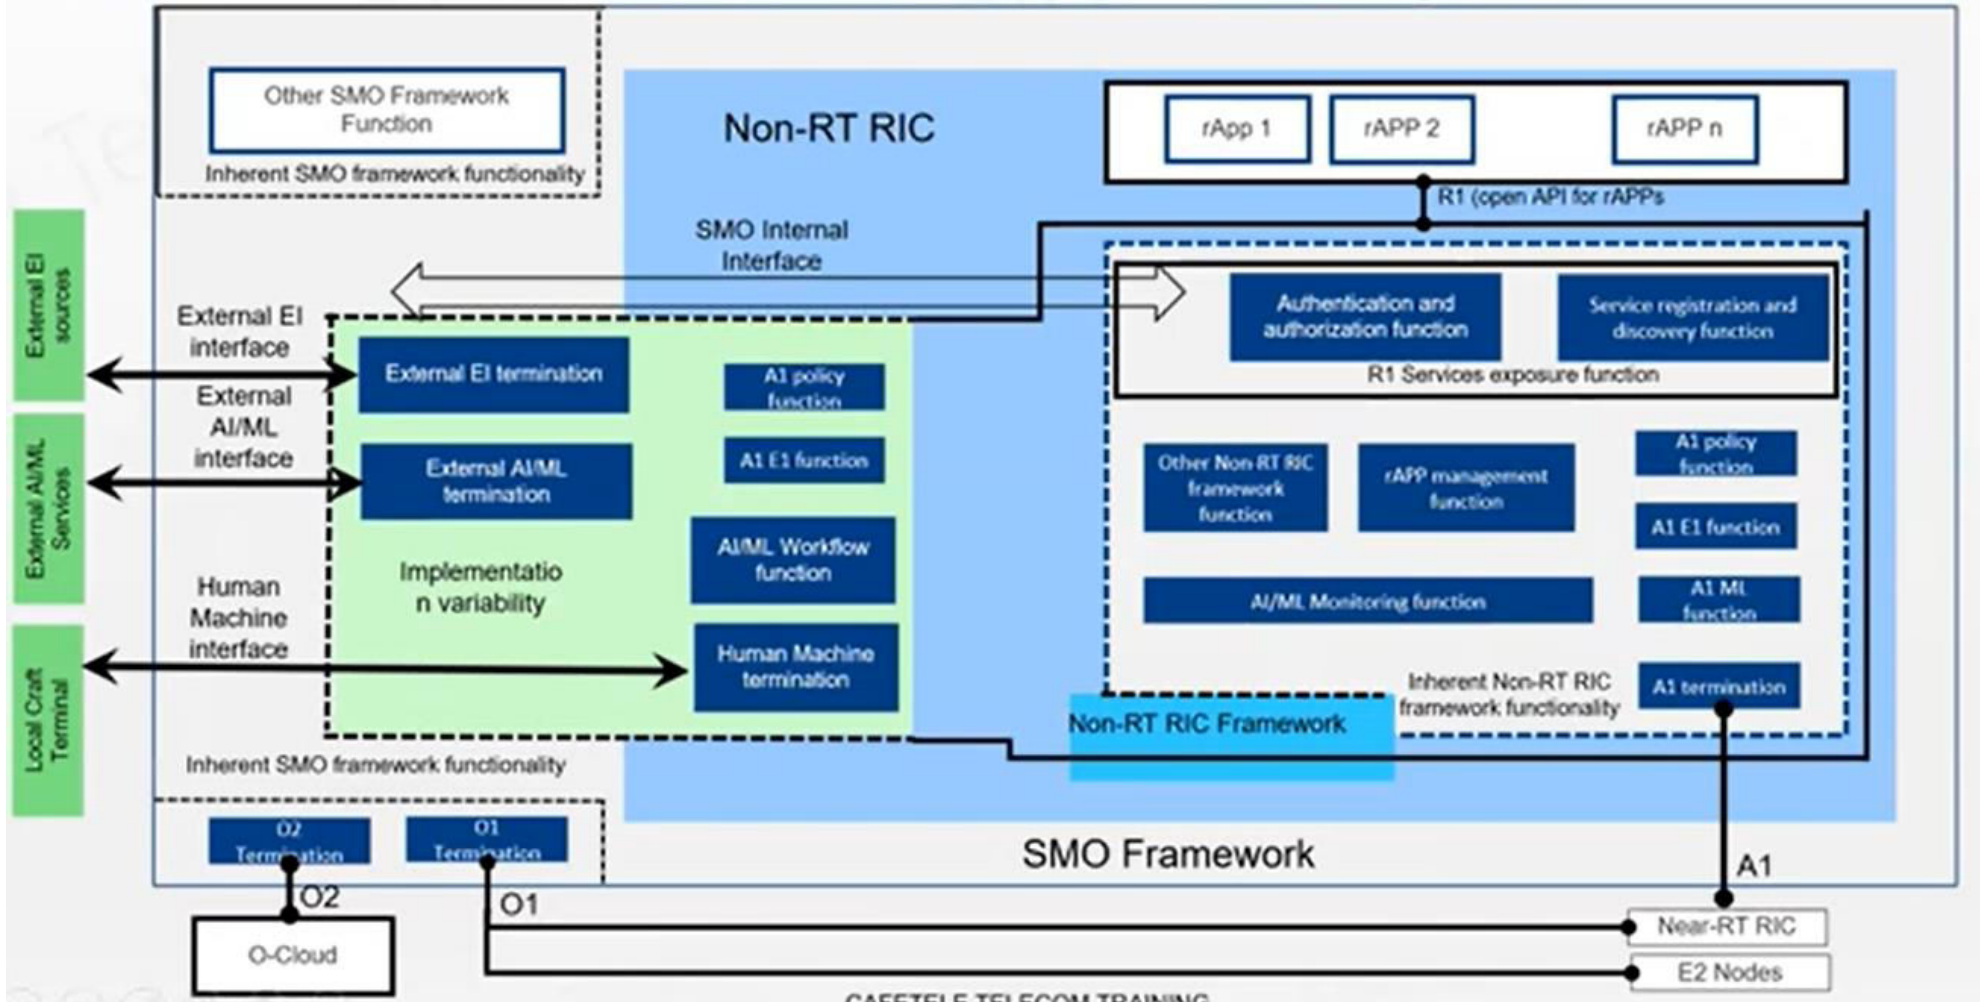 Other SMO Framework
Function
Inherent SMO framework functionality
Non-RT RIC
rApp 1
rAPP 2
rAPP n
R1 (open API for rAPPs
SMO Internal
Interface
External EI
sources
External EI
interface
External AI/ML
Services
External
AI/ML
interface
Local Craft
Terminal
Human
Machine
interface
External EI termination
External AI/ML
termination
Implementatio
n variability
A1 policy
function
A1 E1 function
AI/ML Workflow
function
Human Machine
termination
Authentication and
authorization function
Service registration and
discovery function
R1 Services exposure function
Other Non-RT RIC
framework
function
rAPP management
function
A1 policy
function
A1 E1 function
AI/ML Monitoring function
A1 ML
function
Inherent Non-RT RIC
framework functionality
A1 termination
Non-RT RIC Framework
Inherent SMO framework functionality
O2
Termination
O1
Termination
SMO Framework
O2
O1
A1
O-Cloud
Near-RT RIC
E2 Nodes
CAFETELE TELECOM TRAINING